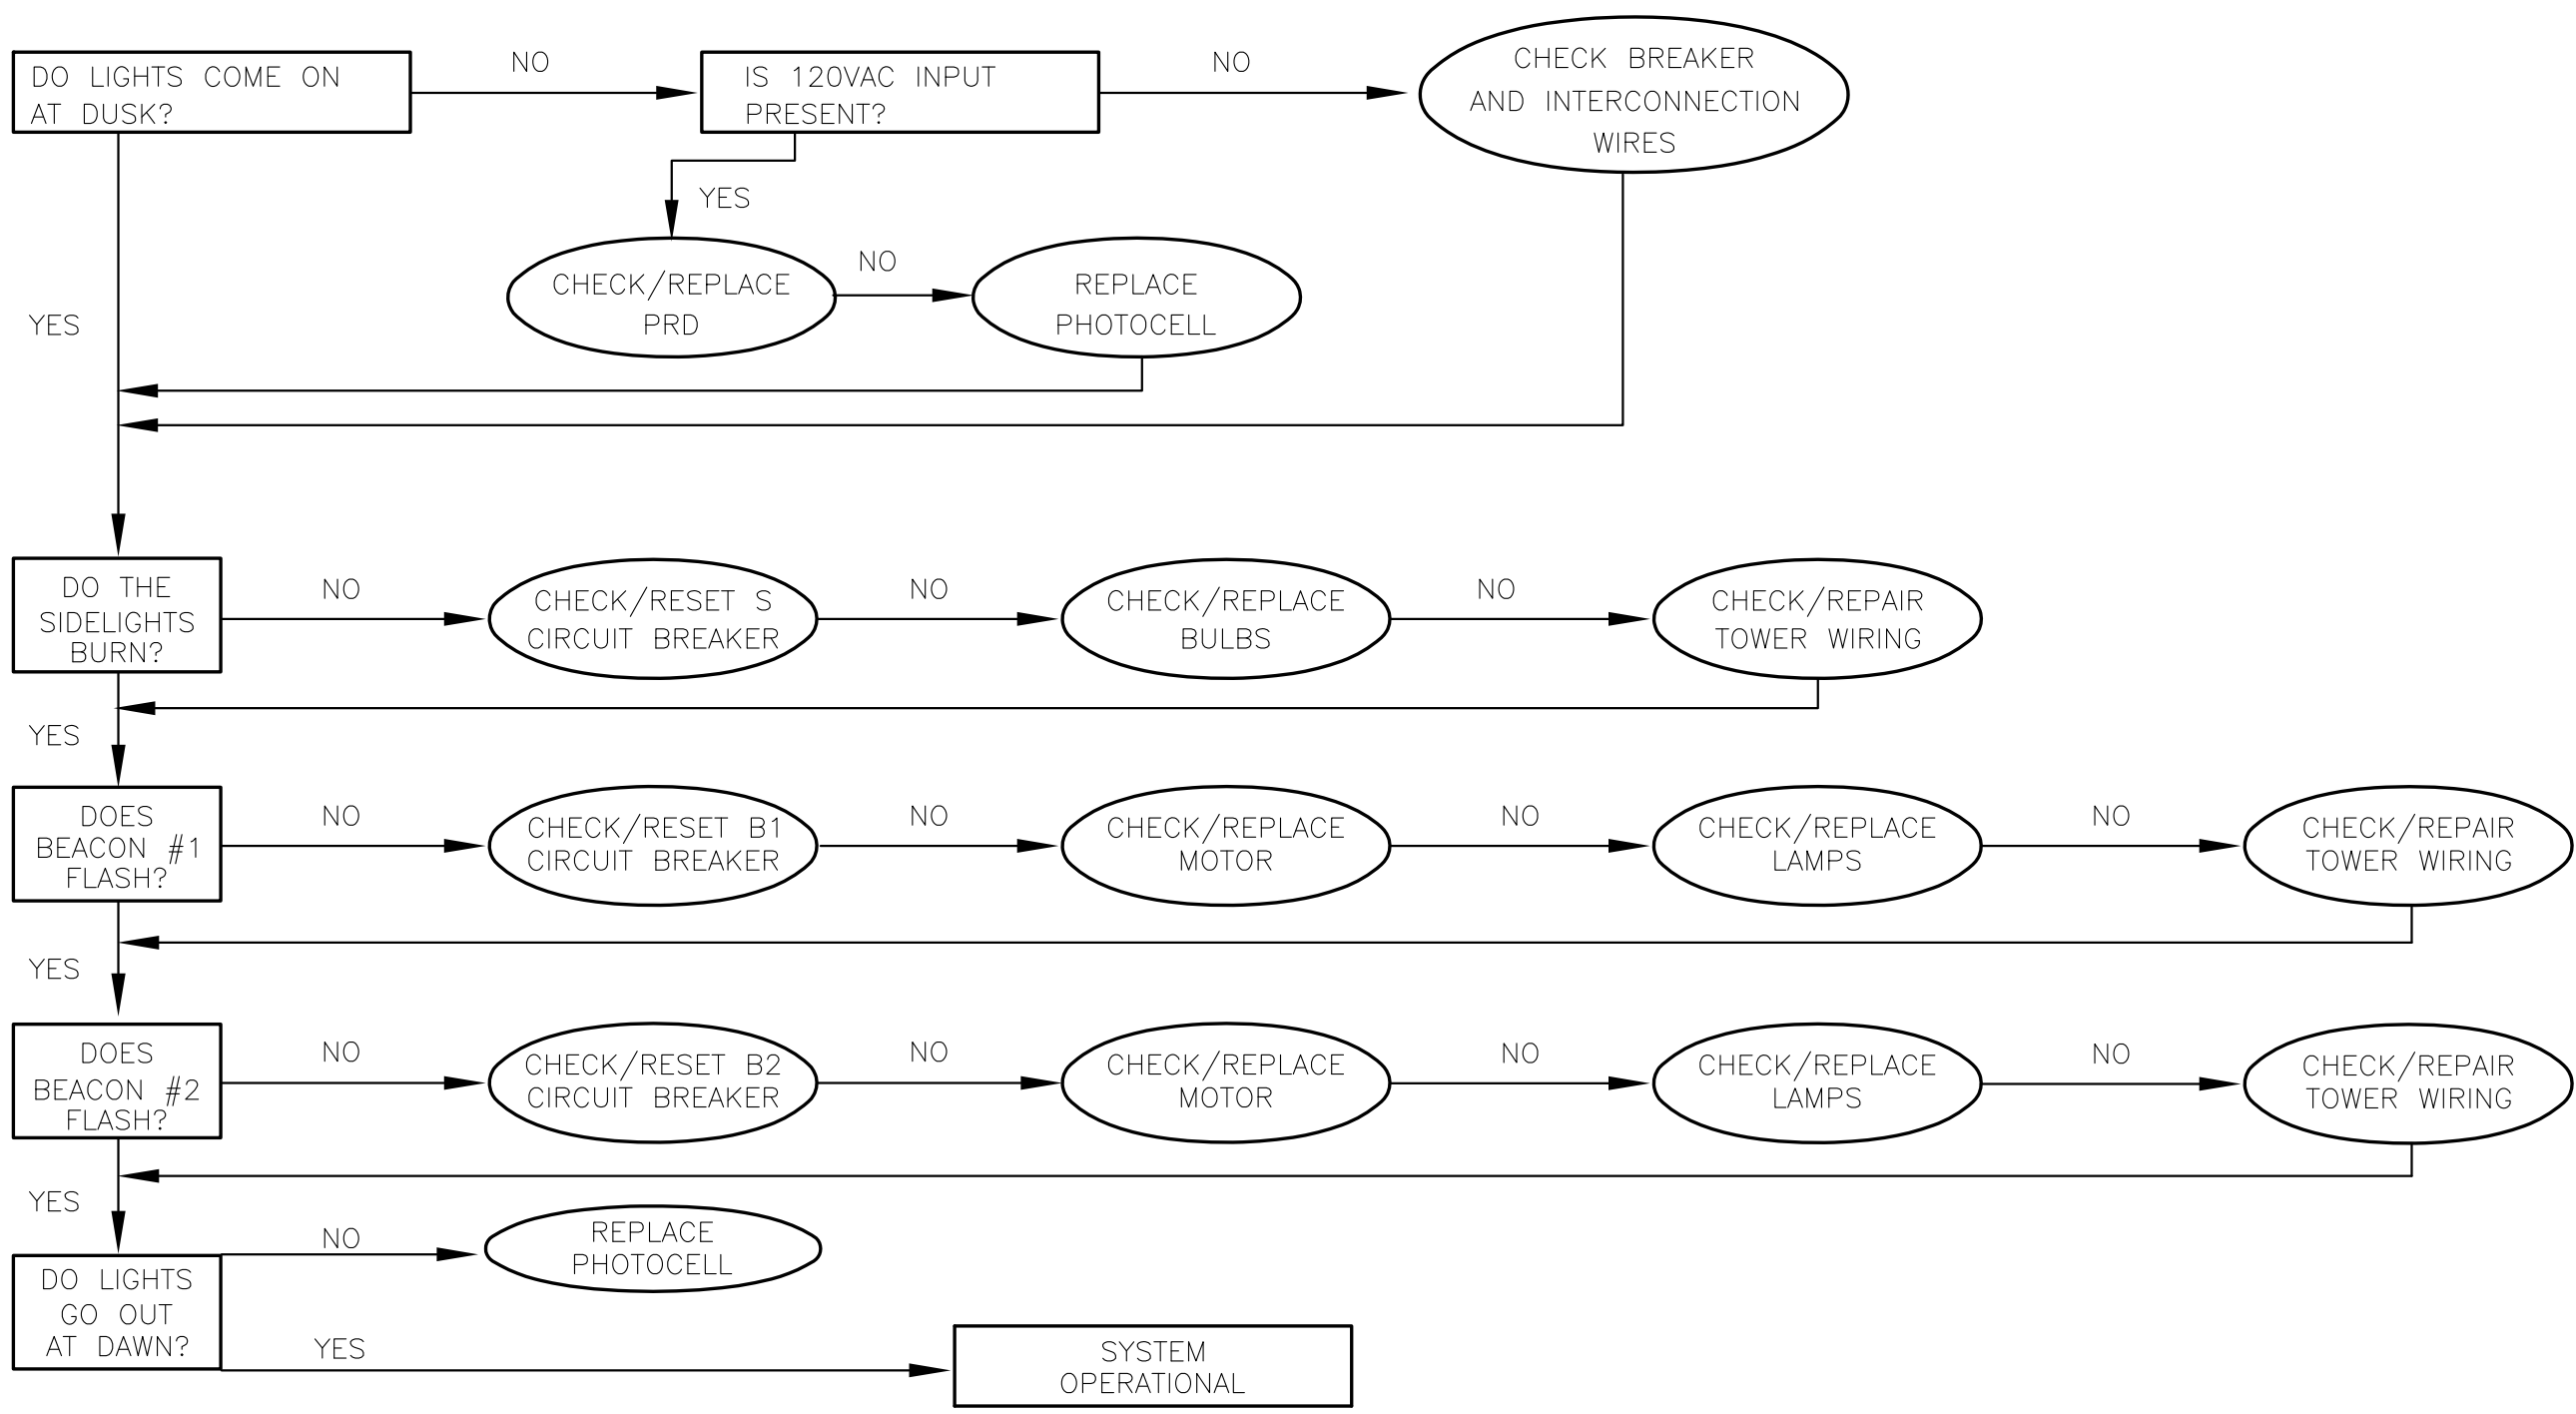 DO LIGHTS COME ON
AT DUSK?
NO
IS 120VAC INPUT
PRESENT?
NO
CHECK BREAKER
AND INTERCONNECTION
WIRES
YES
YES
CHECK/REPLACE
PRD
NO
REPLACE
PHOTOCELL
DO THE
SIDELIGHTS
BURN?
NO
CHECK/RESET S
CIRCUIT BREAKER
NO
CHECK/REPLACE
BULBS
NO
CHECK/REPAIR
TOWER WIRING
YES
DOES
BEACON #1
FLASH?
NO
CHECK/RESET B1
CIRCUIT BREAKER
NO
CHECK/REPLACE
MOTOR
NO
CHECK/REPLACE
LAMPS
NO
CHECK/REPAIR
TOWER WIRING
YES
DOES
BEACON #2
FLASH?
NO
CHECK/RESET B2
CIRCUIT BREAKER
NO
CHECK/REPLACE
MOTOR
NO
CHECK/REPLACE
LAMPS
NO
CHECK/REPAIR
TOWER WIRING
YES
DO LIGHTS
GO OUT
AT DAWN?
NO
REPLACE
PHOTOCELL
YES
SYSTEM
OPERATIONAL